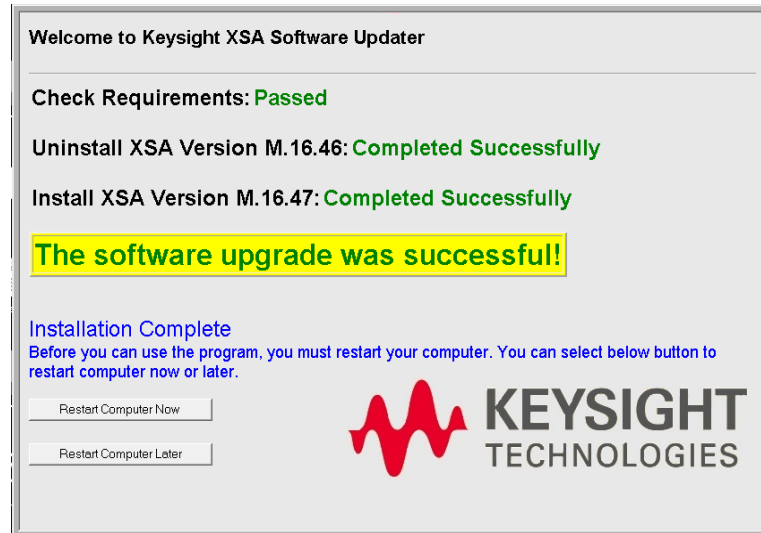 Welcome to Keysight XSA Software Updater
Check Requirements: Passed
Uninstall XSA Version M.16.46: Completed Successfully
Install XSA Version M.16.47: Completed Successfully
The software upgrade was successful!
Installation Complete
Before you can use the program, you must restart your computer. You can select below button to
restart computer now or later.
Restart Computer Now
Restart Computer Later
KEYSIGHT
TECHNOLOGIES